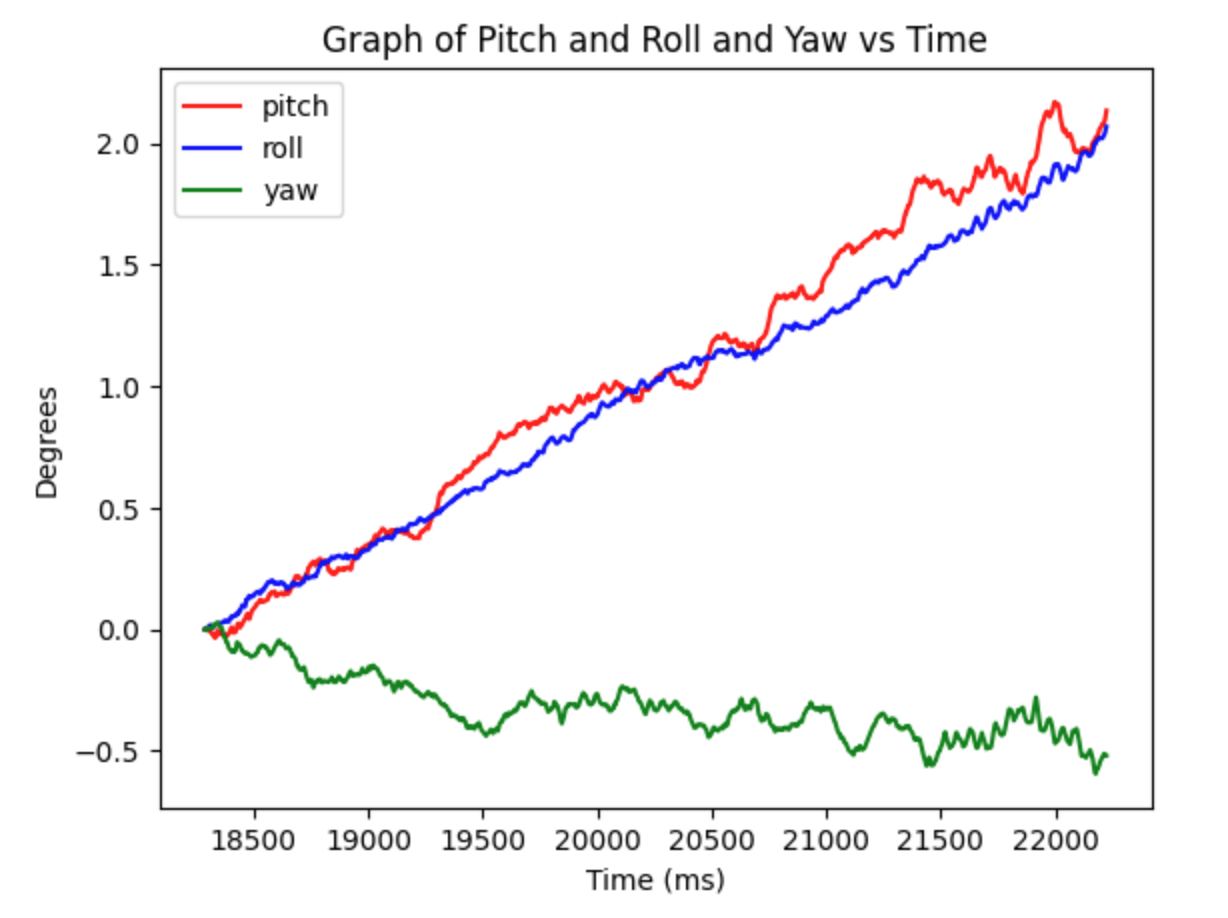 Graph of Pitch and Roll and Yaw vs Time
pitch
roll
yaw
2.0
1.5
1.0
0.5
0.0
−0.5
Degrees
18500 19000 19500 20000 20500 21000 21500 22000
Time (ms)